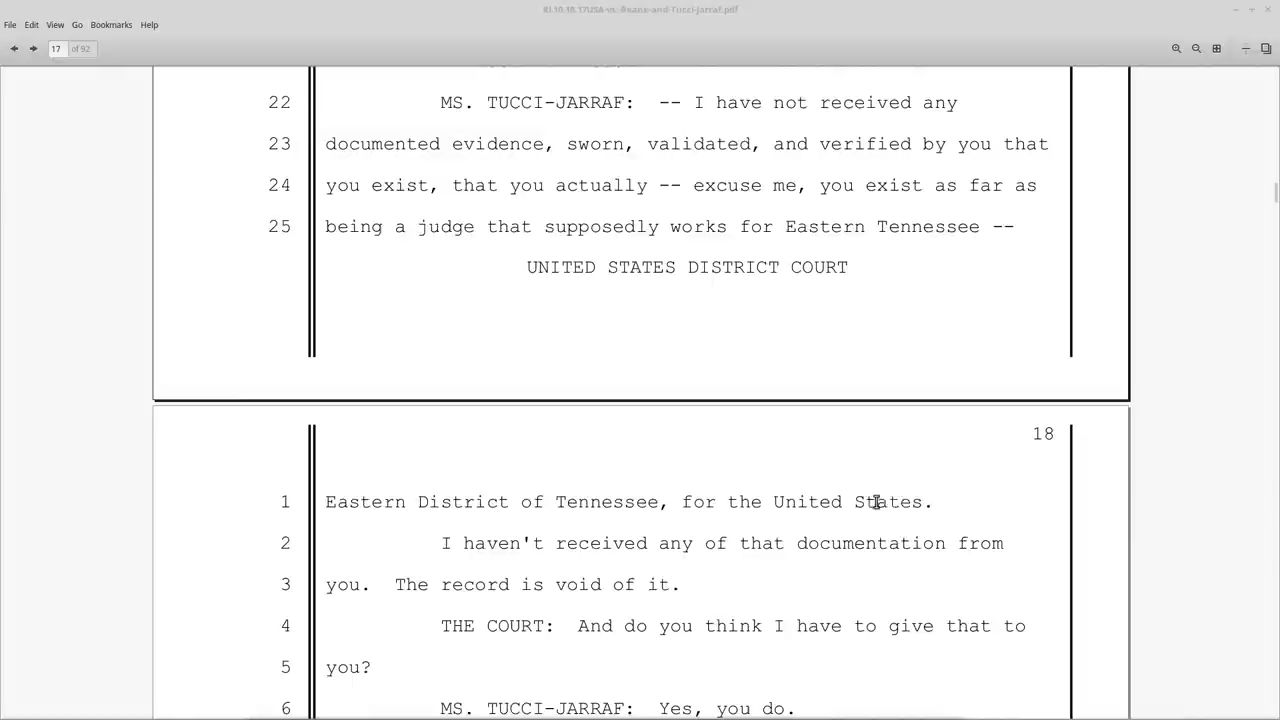 File Edit View Go Bookmarks Help
17 of 92
22 MS. TUCCI-JARRAF: -- I have not received any
23 documented evidence, sworn, validated, and verified by you that
24 you exist, that you actually -- excuse me, you exist as far as
25 being a judge that supposedly works for Eastern Tennessee --
UNITED STATES DISTRICT COURT
18
1 Eastern District of Tennessee, for the United States.
2 I haven't received any of that documentation from
3 you. The record is void of it.
4 THE COURT: And do you think I have to give that to
5 you?
6 MS. TUCCI-JARRAF: Yes, you do.